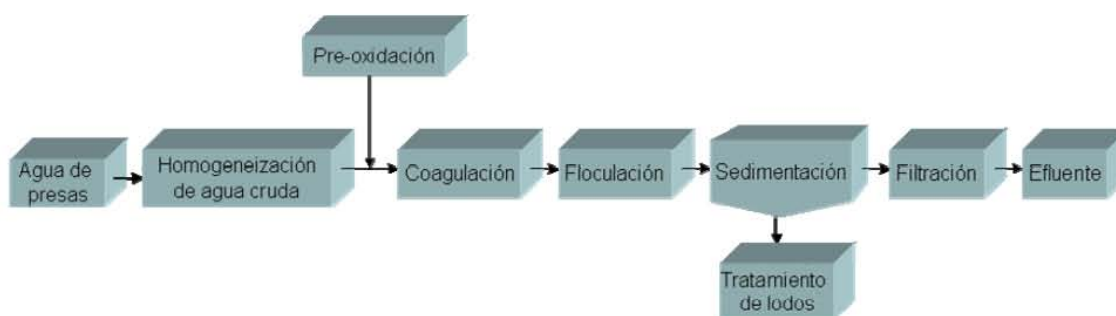 Pre-oxidación
Agua de
presas
Homogeneización
de agua cruda
Coagulación
Floculación
Sedimentación
Filtración
Efluente
Tratamiento
de lodos